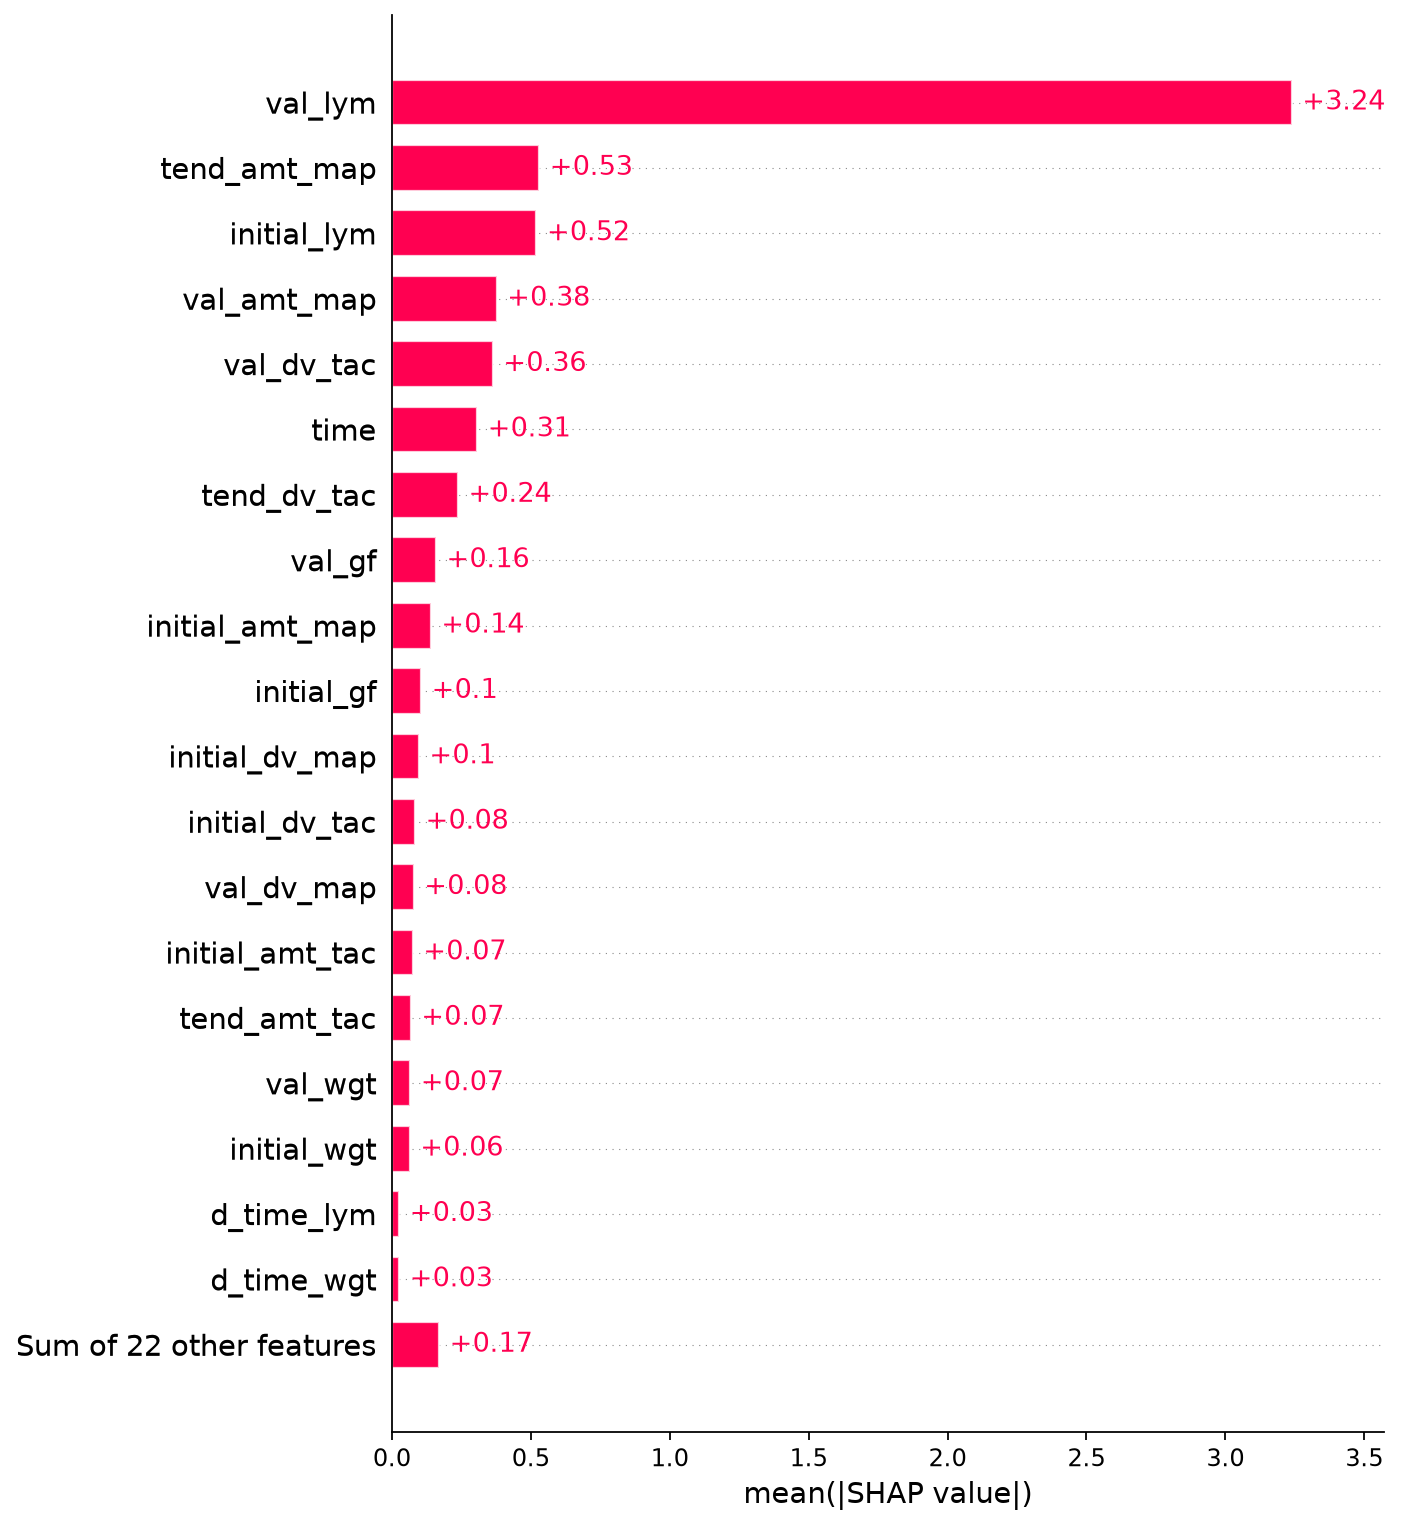 val_lym +3.24
tend_amt_map +0.53
initial_lym +0.52
val_amt_map +0.38
val_dv_tac +0.36
time +0.31
tend_dv_tac +0.24
val_gf +0.16
initial_amt_map +0.14
initial_gf +0.1
initial_dv_map +0.1
initial_dv_tac +0.08
val_dv_map +0.08
initial_amt_tac +0.07
tend_amt_tac +0.07
val_wgt +0.07
initial_wgt +0.06
d_time_lym +0.03
d_time_wgt +0.03
Sum of 22 other features +0.17
0.0 0.5 1.0 1.5 2.0 2.5 3.0 3.5
mean(|SHAP value|)